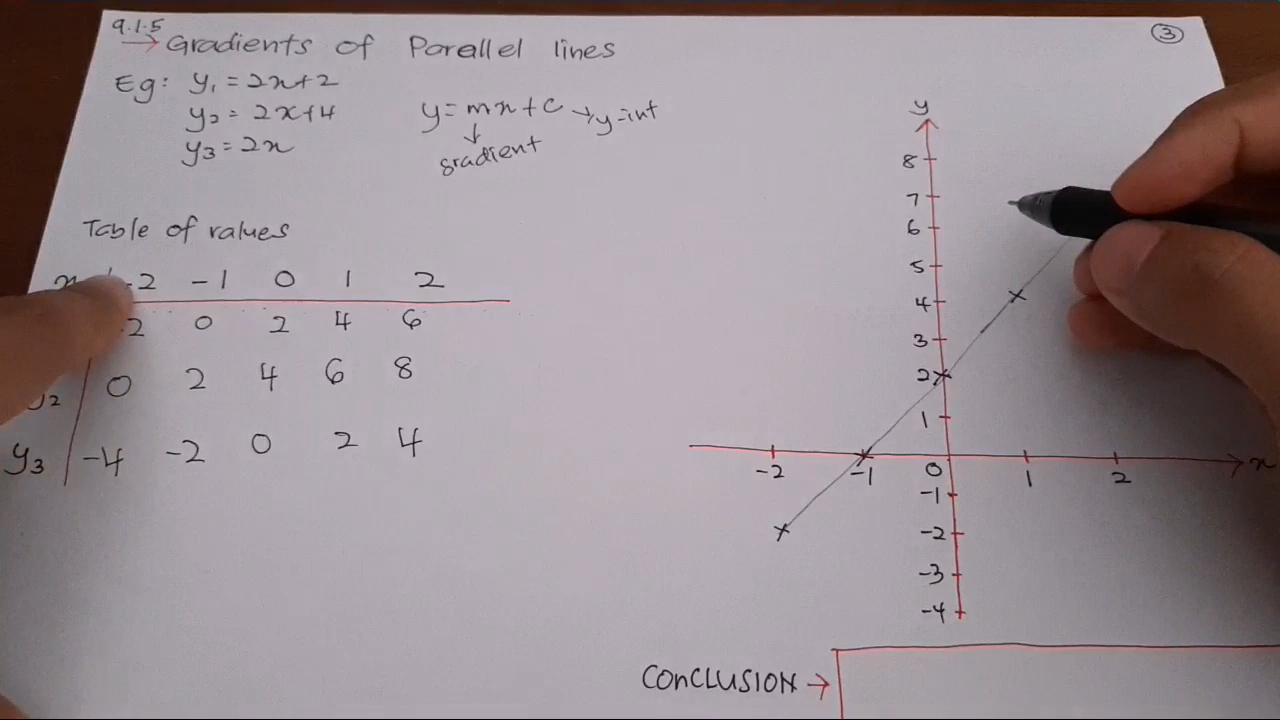 9.1.5
→ Gradients of Parallel lines
③
Eg: y₁ = 2x+2
y₂ = 2x+4
y₃ = 2x
y = mx + c → y-int
↓
gradient
Table of values
x -2 -1 0 1 2
-2 0 2 4 6
y₂ 0 2 4 6 8
y₃ -4 -2 0 2 4
y
8
7
6
5
4
3
2
1
-2 -1 0 1 2 x
-1
-2
-3
-4
CONCLUSION →